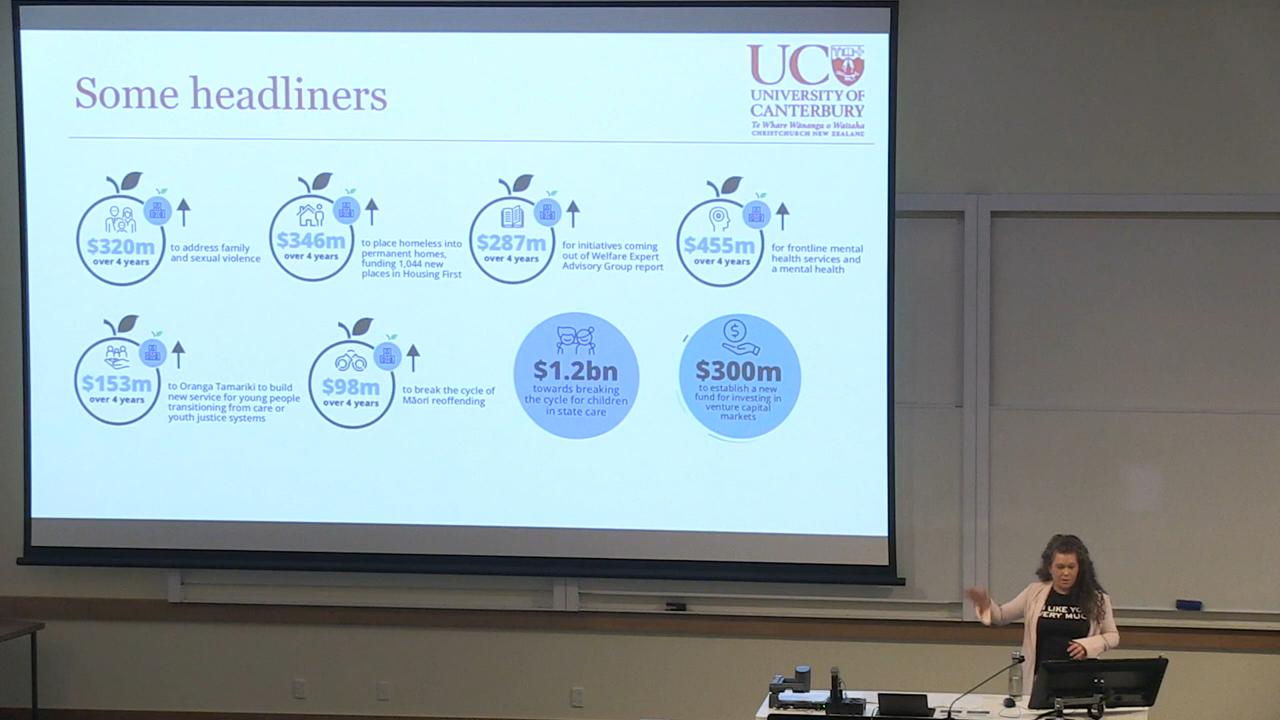 Some headliners
UC
UNIVERSITY OF
CANTERBURY
Te Whare Wānanga o Waitaha
CHRISTCHURCH NEW ZEALAND
$320m
over 4 years
to address family
and sexual violence
$346m
over 4 years
to place homeless into
permanent homes,
funding 1,044 new
places in Housing First
$287m
over 4 years
for initiatives coming
out of Welfare Expert
Advisory Group report
$455m
over 4 years
for frontline mental
health services and
a mental health
$153m
over 4 years
to Oranga Tamariki to build
new service for young people
transitioning from care or
youth justice systems
$98m
over 4 years
to break the cycle of
Māori reoffending
$1.2bn
towards breaking
the cycle for children
in state care
$300m
to establish a new
fund for investing in
venture capital
markets
LIKE
MUC